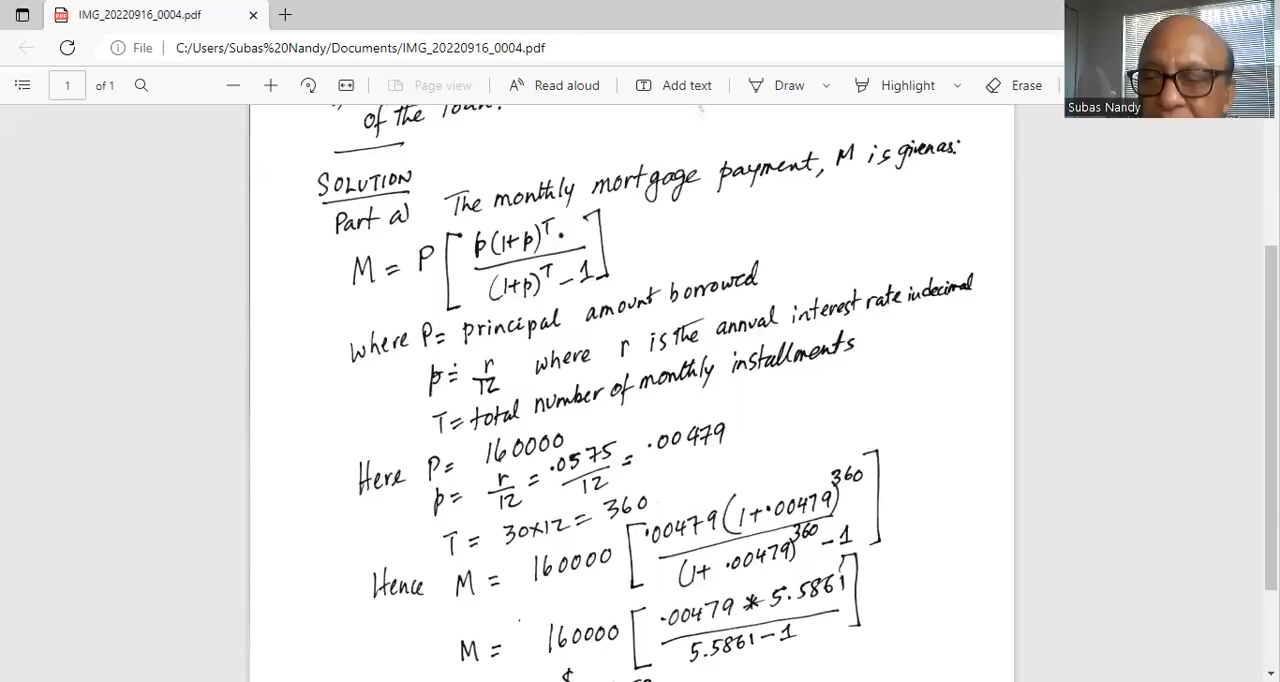 IMG_20220916_0004.pdf
File C:/Users/Subas%20Nandy/Documents/IMG_20220916_0004.pdf
1 of 1 Page view Read aloud Add text Draw Highlight Erase
Subas Nandy
of the loan.
SOLUTION
Part a) The monthly mortgage payment, M is given as:
M = P [ p(1+p)^T / (1+p)^T - 1 ]
where P = principal amount borrowed
p = r/12 where r is the annual interest rate in decimal
T = total number of monthly installments
Here P = 160000
p = r/12 = .0575/12 = .00479
T = 30x12 = 360
Hence M = 160000 [ .00479(1+.00479)^360 / (1+.00479)^360 - 1 ]
M = 160000 [ .00479 * 5.5861 / 5.5861 - 1 ]
$